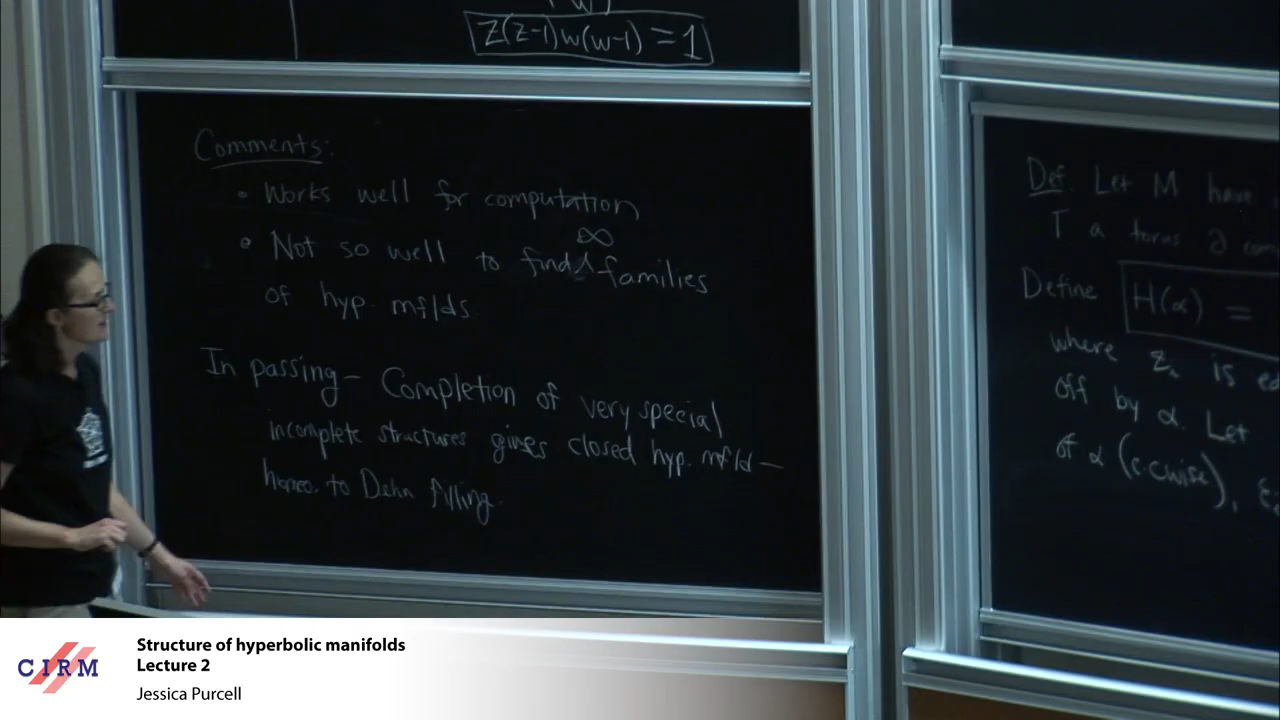 Z(Z-1)W(W-1) = 1
Comments:
• Works well for computation
∞
• Not so well to find ^ families
of hyp. mflds
In passing – Completion of very special
incomplete structures gives closed hyp. mfld –
homeo. to Dehn filling.
Def. Let M have
T a torus ∂
Define H(α) =
where z is
off by α. Let
of α (c.cwise),
CIRM
Structure of hyperbolic manifolds
Lecture 2
Jessica Purcell